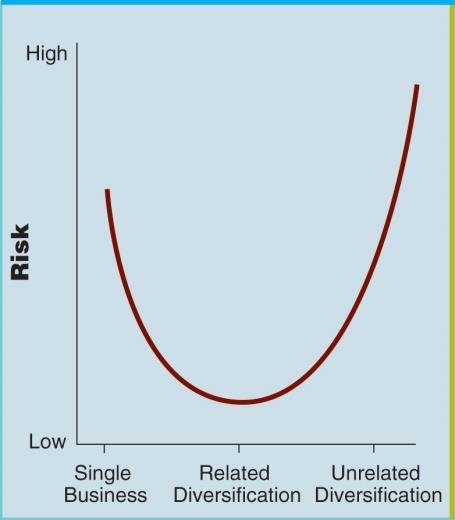 High
Risk
Low
Single
Business
Related
Diversification
Unrelated
Diversification